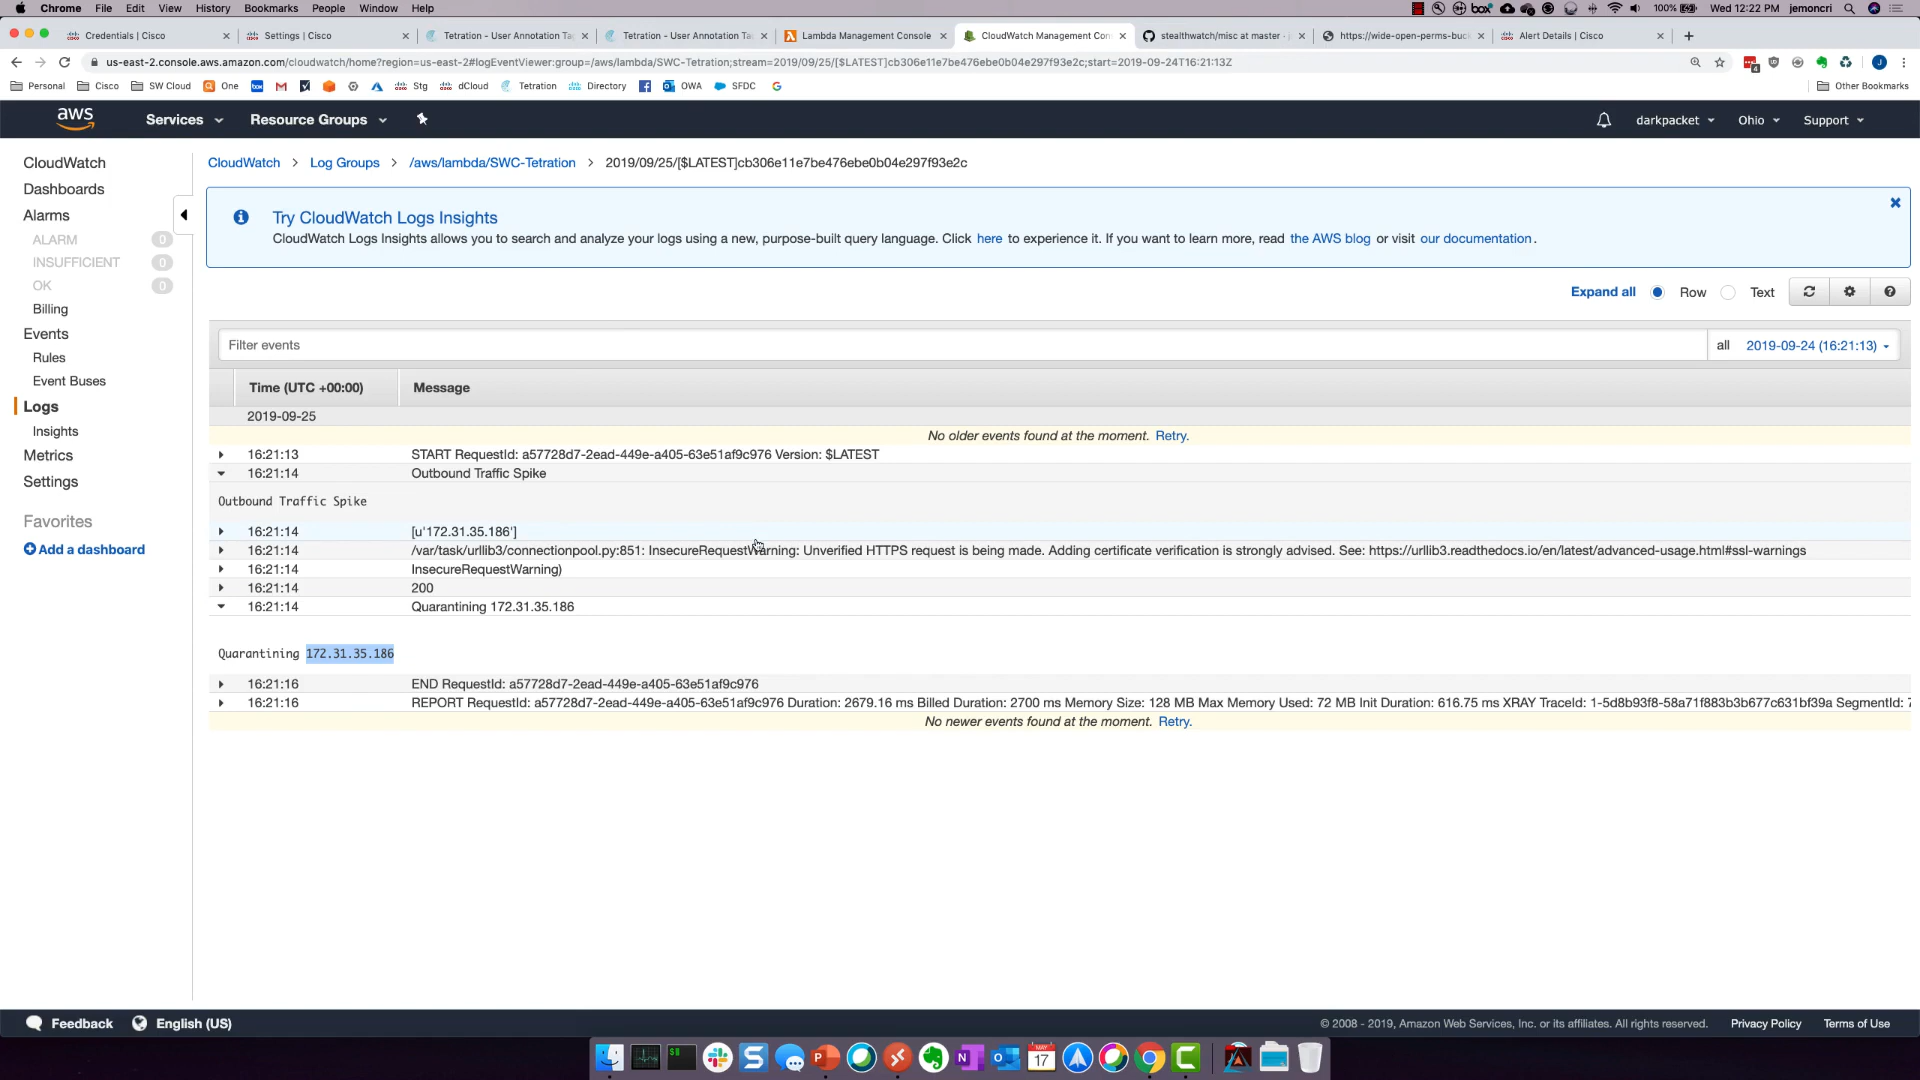 Chrome File Edit View History Bookmarks People Window Help 100% Wed 12:22 PM jemoncri
Credentials | Cisco Settings | Cisco Tetration - User Annotation Ta Tetration - User Annotation Ta Lambda Management Console CloudWatch Management Con stealthwatch/misc at master · https://wide-open-perms-buc Alert Details | Cisco
us-east-2.console.aws.amazon.com/cloudwatch/home?region=us-east-2#logEventViewer:group=/aws/lambda/SWC-Tetration;stream=2019/09/25/[$LATEST]cb306e11e7be476ebe0b04e297f93e2c;start=2019-09-24T16:21:13Z
Personal Cisco SW Cloud One Stg dCloud Tetration Directory OWA SFDC Other Bookmarks
aws Services Resource Groups darkpacket Ohio Support
CloudWatch
Dashboards
Alarms
ALARM 0
INSUFFICIENT 0
OK 0
Billing
Events
Rules
Event Buses
Logs
Insights
Metrics
Settings
Favorites
Add a dashboard
CloudWatch > Log Groups > /aws/lambda/SWC-Tetration > 2019/09/25/[$LATEST]cb306e11e7be476ebe0b04e297f93e2c
Try CloudWatch Logs Insights
CloudWatch Logs Insights allows you to search and analyze your logs using a new, purpose-built query language. Click here to experience it. If you want to learn more, read the AWS blog or visit our documentation.
Expand all Row Text
Filter events all 2019-09-24 (16:21:13)
Time (UTC +00:00) Message
2019-09-25
No older events found at the moment. Retry.
16:21:13 START RequestId: a57728d7-2ead-449e-a405-63e51af9c976 Version: $LATEST
16:21:14 Outbound Traffic Spike
Outbound Traffic Spike
16:21:14 [u'172.31.35.186']
16:21:14 /var/task/urllib3/connectionpool.py:851: InsecureRequestWarning: Unverified HTTPS request is being made. Adding certificate verification is strongly advised. See: https://urllib3.readthedocs.io/en/latest/advanced-usage.html#ssl-warnings
16:21:14 InsecureRequestWarning)
16:21:14 200
16:21:14 Quarantining 172.31.35.186
Quarantining 172.31.35.186
16:21:16 END RequestId: a57728d7-2ead-449e-a405-63e51af9c976
16:21:16 REPORT RequestId: a57728d7-2ead-449e-a405-63e51af9c976 Duration: 2679.16 ms Billed Duration: 2700 ms Memory Size: 128 MB Max Memory Used: 72 MB Init Duration: 616.75 ms XRAY TraceId: 1-5d8b93f8-58a71f883b3b677c631bf39a SegmentId:
No newer events found at the moment. Retry.
Feedback English (US) © 2008 - 2019, Amazon Web Services, Inc. or its affiliates. All rights reserved. Privacy Policy Terms of Use
MAY
17